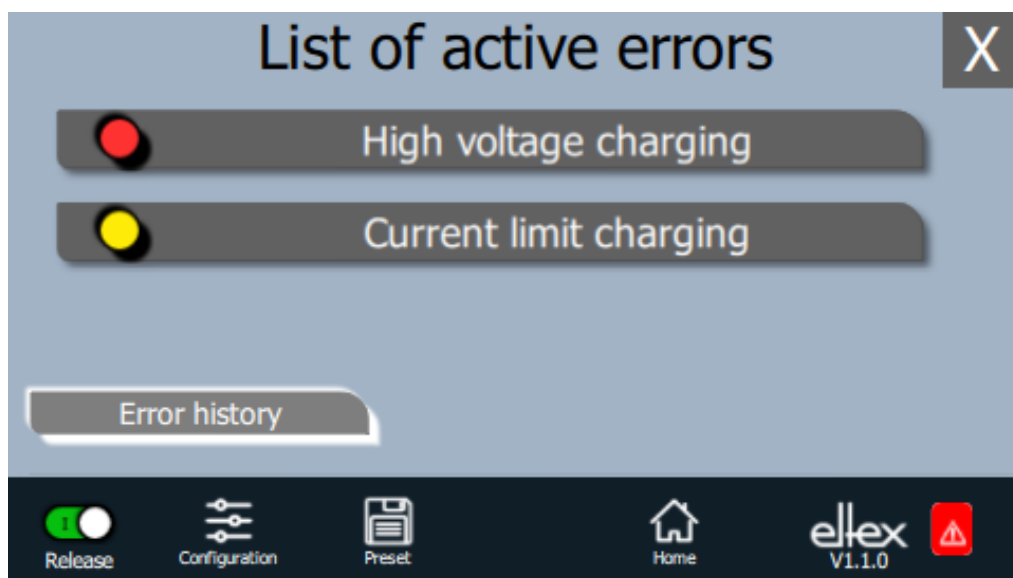 List of active errors
X
High voltage charging
Current limit charging
Error history
I
Release
Configuration
Preset
Home
eltex
V1.1.0